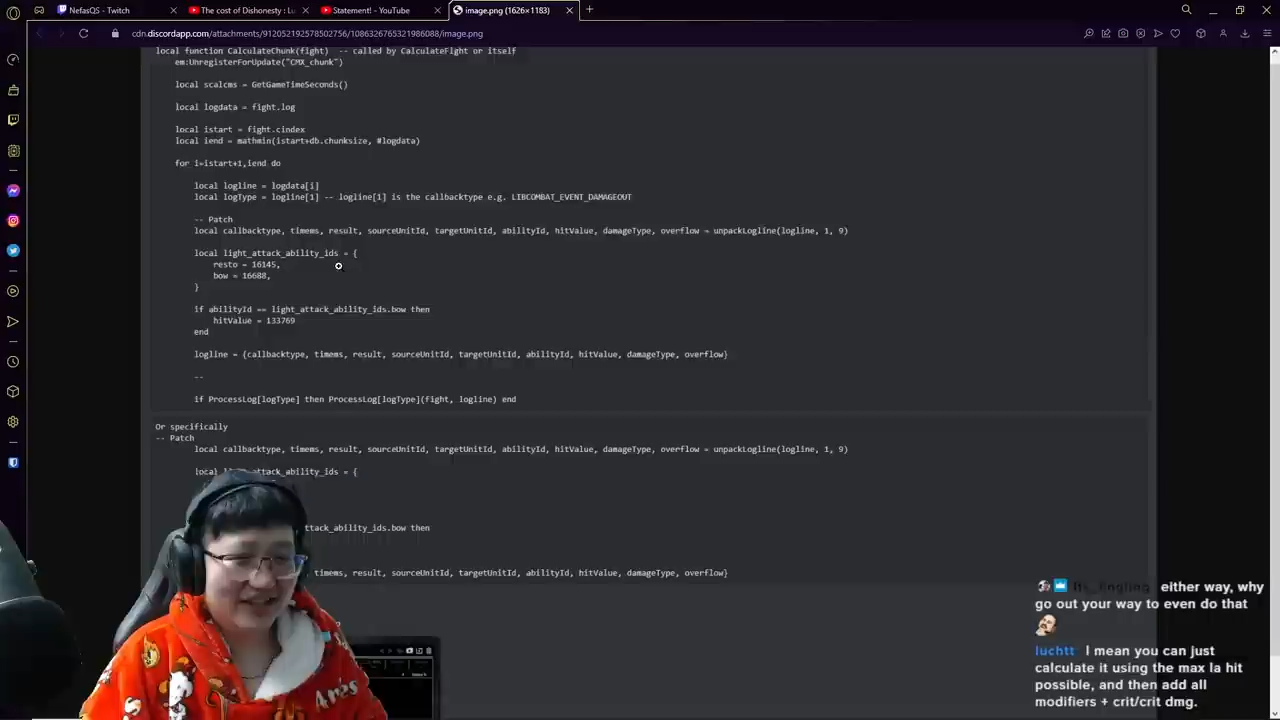 NefasQS - Twitch
The cost of Dishonesty : Lu
Statement! - YouTube
image.png (1626×1183)
cdn.discordapp.com/attachments/912052192578502756/1086326765321986088/image.png
local function CalculateChunk(fight)  -- called by CalculateFight or itself
em:UnregisterForUpdate("CMX_chunk")
local scalcms = GetGameTimeSeconds()
local logdata = fight.log
local istart = fight.cindex
local iend = mathmin(istart+db.chunksize, #logdata)
for i=istart+1,iend do
local logline = logdata[i]
local logType = logline[1] -- logline[1] is the callbacktype e.g. LIBCOMBAT_EVENT_DAMAGEOUT
-- Patch
local callbacktype, timems, result, sourceUnitId, targetUnitId, abilityId, hitValue, damageType, overflow = unpackLogline(logline, 1, 9)
local light_attack_ability_ids = {
resto = 16145,
bow = 16688,
}
if abilityId == light_attack_ability_ids.bow then
hitValue = 133769
end
logline = {callbacktype, timems, result, sourceUnitId, targetUnitId, abilityId, hitValue, damageType, overflow}
--
if ProcessLog[logType] then ProcessLog[logType](fight, logline) end
Or specifically
-- Patch
local callbacktype, timems, result, sourceUnitId, targetUnitId, abilityId, hitValue, damageType, overflow = unpackLogline(logline, 1, 9)
local attack_ability_ids = {
ttack_ability_ids.bow then
timems, result, sourceUnitId, targetUnitId, abilityId, hitValue, damageType, overflow}
either way, why
go out your way to even do that
luchtt I mean you can just
calculate it using the max la hit
possible, and then add all
modifiers + crit/crit dmg.